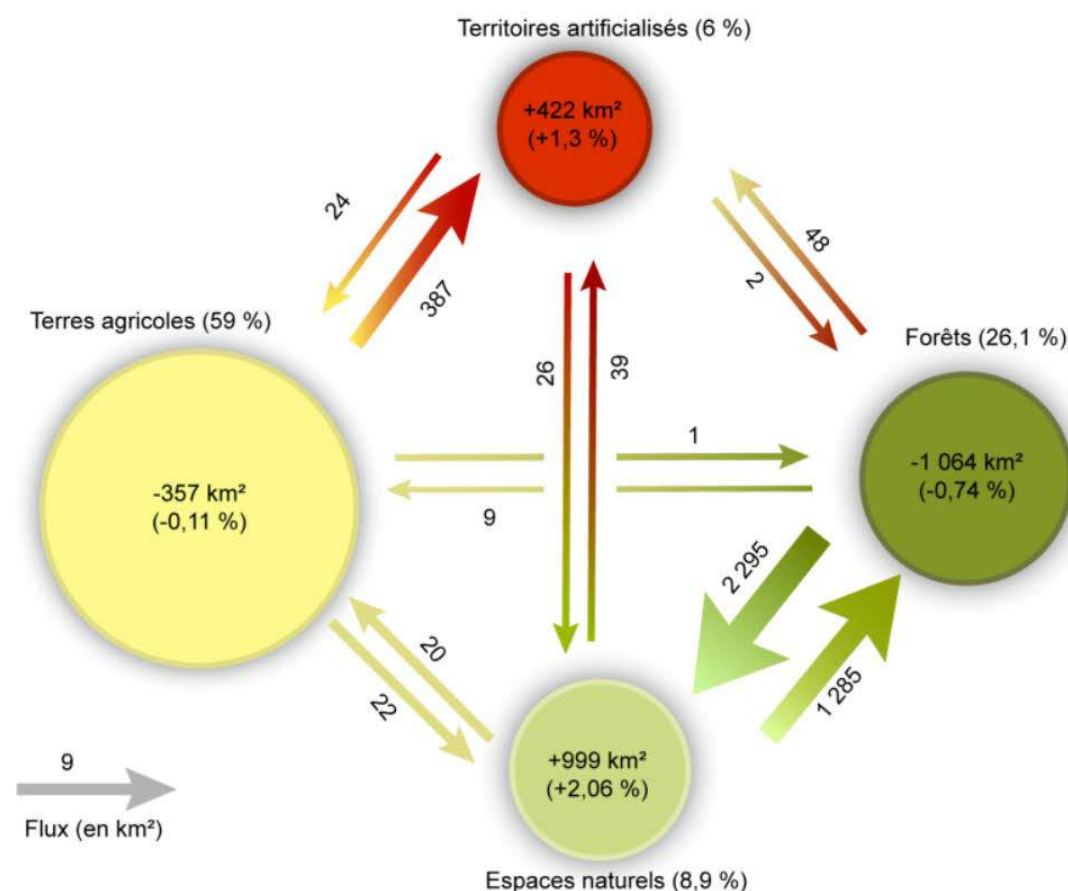 Territoires artificialisés (6 %)
+422 km²
(+1,3 %)
24
387
48
2
Terres agricoles (59 %)
Forêts (26,1 %)
26
39
1
-357 km²
(-0,11 %)
-1 064 km²
(-0,74 %)
9
2 295
1 285
20
22
+999 km²
(+2,06 %)
9
Flux (en km²)
Espaces naturels (8,9 %)